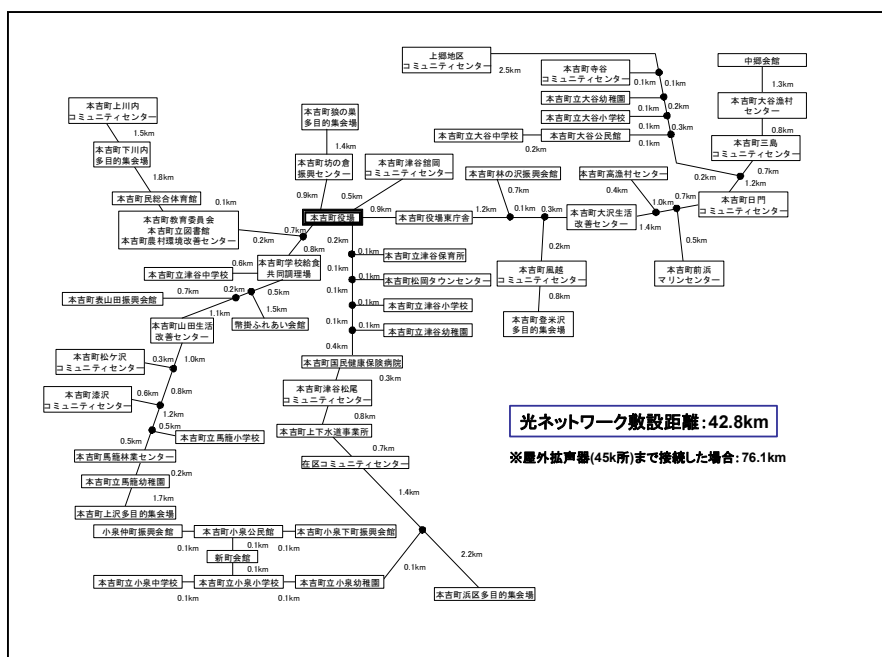 上郷地区
コミュニティセンター
2.5km
本吉町寺谷
コミュニティセンター
0.1km
0.1km
中郷会館
1.3km
本吉町大谷漁村
センター
0.8km
本吉町立大谷幼稚園
0.1km
0.2km
本吉町立大谷小学校
0.1km
0.3km
本吉町立大谷中学校
0.2km
本吉町大谷公民館
0.1km
本吉町三島
コミュニティセンター
0.7km
0.2km
1.2km
本吉町日門
コミュニティセンター
0.7km
本吉町上川内
コミュニティセンター
1.5km
本吉町下川内
多目的集会場
1.8km
本吉町民総合体育館
0.1km
本吉町教育委員会
本吉町立図書館
本吉町農村環境改善センター
0.2km
0.7km
本吉町狼の巣
多目的集会場
1.4km
本吉町坊の倉
振興センター
0.9km
本吉町津谷舘岡
コミュニティセンター
0.5km
本吉町役場
0.9km
本吉町役場東庁舎
1.2km
本吉町林の沢振興会館
0.7km
0.1km
0.3km
本吉町高漁村センター
0.4km
1.0km
本吉町大沢生活
改善センター
1.4km
0.5km
本吉町前浜
マリンセンター
0.2km
本吉町風越
コミュニティセンター
0.8km
本吉町登米沢
多目的集会場
0.8km
本吉町学校給食
共同調理場
0.6km
本吉町立津谷中学校
0.2km
0.5km
0.7km
本吉町表山田振興会館
1.5km
幣掛ふれあい会館
1.1km
本吉町山田生活
改善センター
1.0km
本吉町松ケ沢
コミュニティセンター
0.3km
0.8km
本吉町漆沢
コミュニティセンター
0.6km
1.2km
0.5km
本吉町立馬籠小学校
0.5km
本吉町馬籠林業センター
0.2km
本吉町立馬籠幼稚園
1.7km
本吉町上沢多目的集会場
0.2km
0.1km
本吉町立津谷保育所
0.1km
0.1km
本吉町松岡タウンセンター
0.1km
0.1km
本吉町立津谷小学校
0.1km
0.1km
本吉町立津谷幼稚園
0.4km
本吉町国民健康保険病院
0.3km
本吉町津谷松尾
コミュニティセンター
0.8km
本吉町上下水道事業所
0.7km
在区コミュニティセンター
1.4km
2.2km
0.1km
本吉町浜区多目的集会場
小泉仲町振興会館
0.1km
本吉町小泉公民館
0.1km
本吉町小泉下町振興会館
0.1km
新町会館
0.1km
本吉町立小泉中学校
0.1km
本吉町立小泉小学校
0.1km
本吉町立小泉幼稚園
光ネットワーク敷設距離：42.8km
※屋外拡声器(45k所)まで接続した場合：76.1km